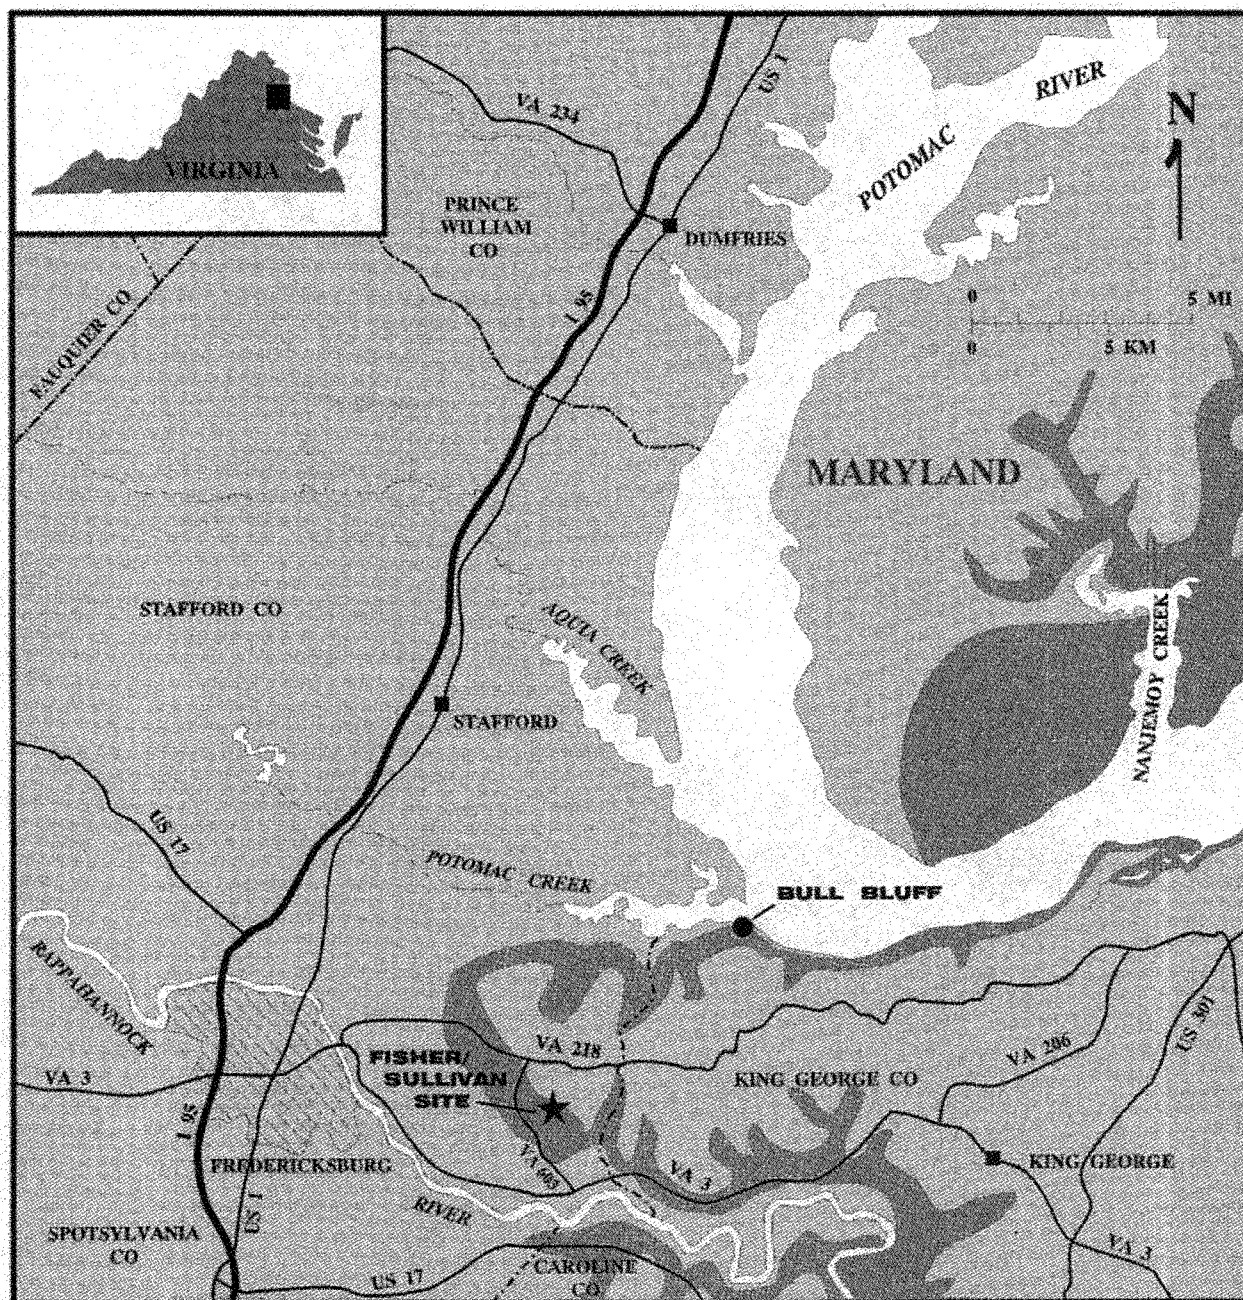 VIRGINIA
VA 234
US 1
POTOMAC
RIVER
N
PRINCE
WILLIAM
CO
DUMFRIES
FAUQUIER CO
I 95
0
5 MI
0
5 KM
MARYLAND
STAFFORD CO
AQUIA CREEK
NANJEMOY CREEK
STAFFORD
US 17
POTOMAC CREEK
BULL BLUFF
RAPPAHANNOCK
VA 3
VA 218
FISHER/
SULLIVAN
SITE
KING GEORGE CO
VA 206
US 301
I 95
FREDERICKSBURG
VA 603
VA 3
KING GEORGE
US 1
RIVER
SPOTSYLVANIA
CO
US 17
CAROLINE
CO
VA 3